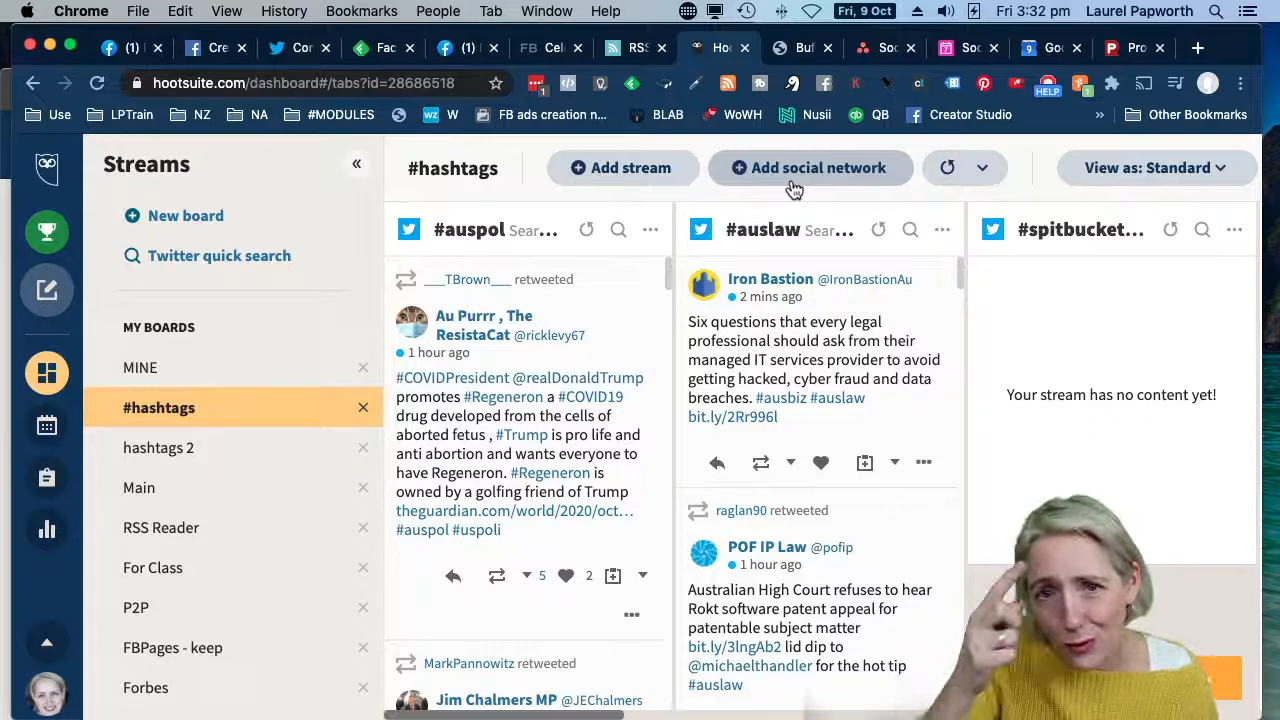 Chrome File Edit View History Bookmarks People Tab Window Help Fri, 9 Oct Fri 3:32 pm Laurel Papworth
(1) Cre Cor Fac (1) FB Cele RSS Hoo Buf Soc Soc Goo Pro
hootsuite.com/dashboard#/tabs?id=28686518
1 HELP 1
Use LPTrain NZ NA #MODULES W FB ads creation n... BLAB WoWH Nusii QB Creator Studio » Other Bookmarks
Streams «
New board
Twitter quick search
MY BOARDS
MINE
#hashtags
hashtags 2
Main
RSS Reader
For Class
P2P
FBPages - keep
Forbes
#hashtags Add stream Add social network View as: Standard
#auspol Sear...
___TBrown___ retweeted
Au Purrr , The
ResistaCat @ricklevy67
1 hour ago
#COVIDPresident @realDonaldTrump
promotes #Regeneron a #COVID19
drug developed from the cells of
aborted fetus , #Trump is pro life and
anti abortion and wants everyone to
have Regeneron. #Regeneron is
owned by a golfing friend of Trump
theguardian.com/world/2020/oct…
#auspol #uspoli
5 2
MarkPannowitz retweeted
Jim Chalmers MP @JEChalmers
#auslaw Sear...
Iron Bastion @IronBastionAu
2 mins ago
Six questions that every legal
professional should ask from their
managed IT services provider to avoid
getting hacked, cyber fraud and data
breaches. #ausbiz #auslaw
bit.ly/2Rr996l
raglan90 retweeted
POF IP Law @pofip
1 hour ago
Australian High Court refuses to hear
Rokt software patent appeal for
patentable subject matter
bit.ly/3lngAb2 lid dip to
@michaelthandler for the hot tip
#auslaw
#spitbucket...
Your stream has no content yet!